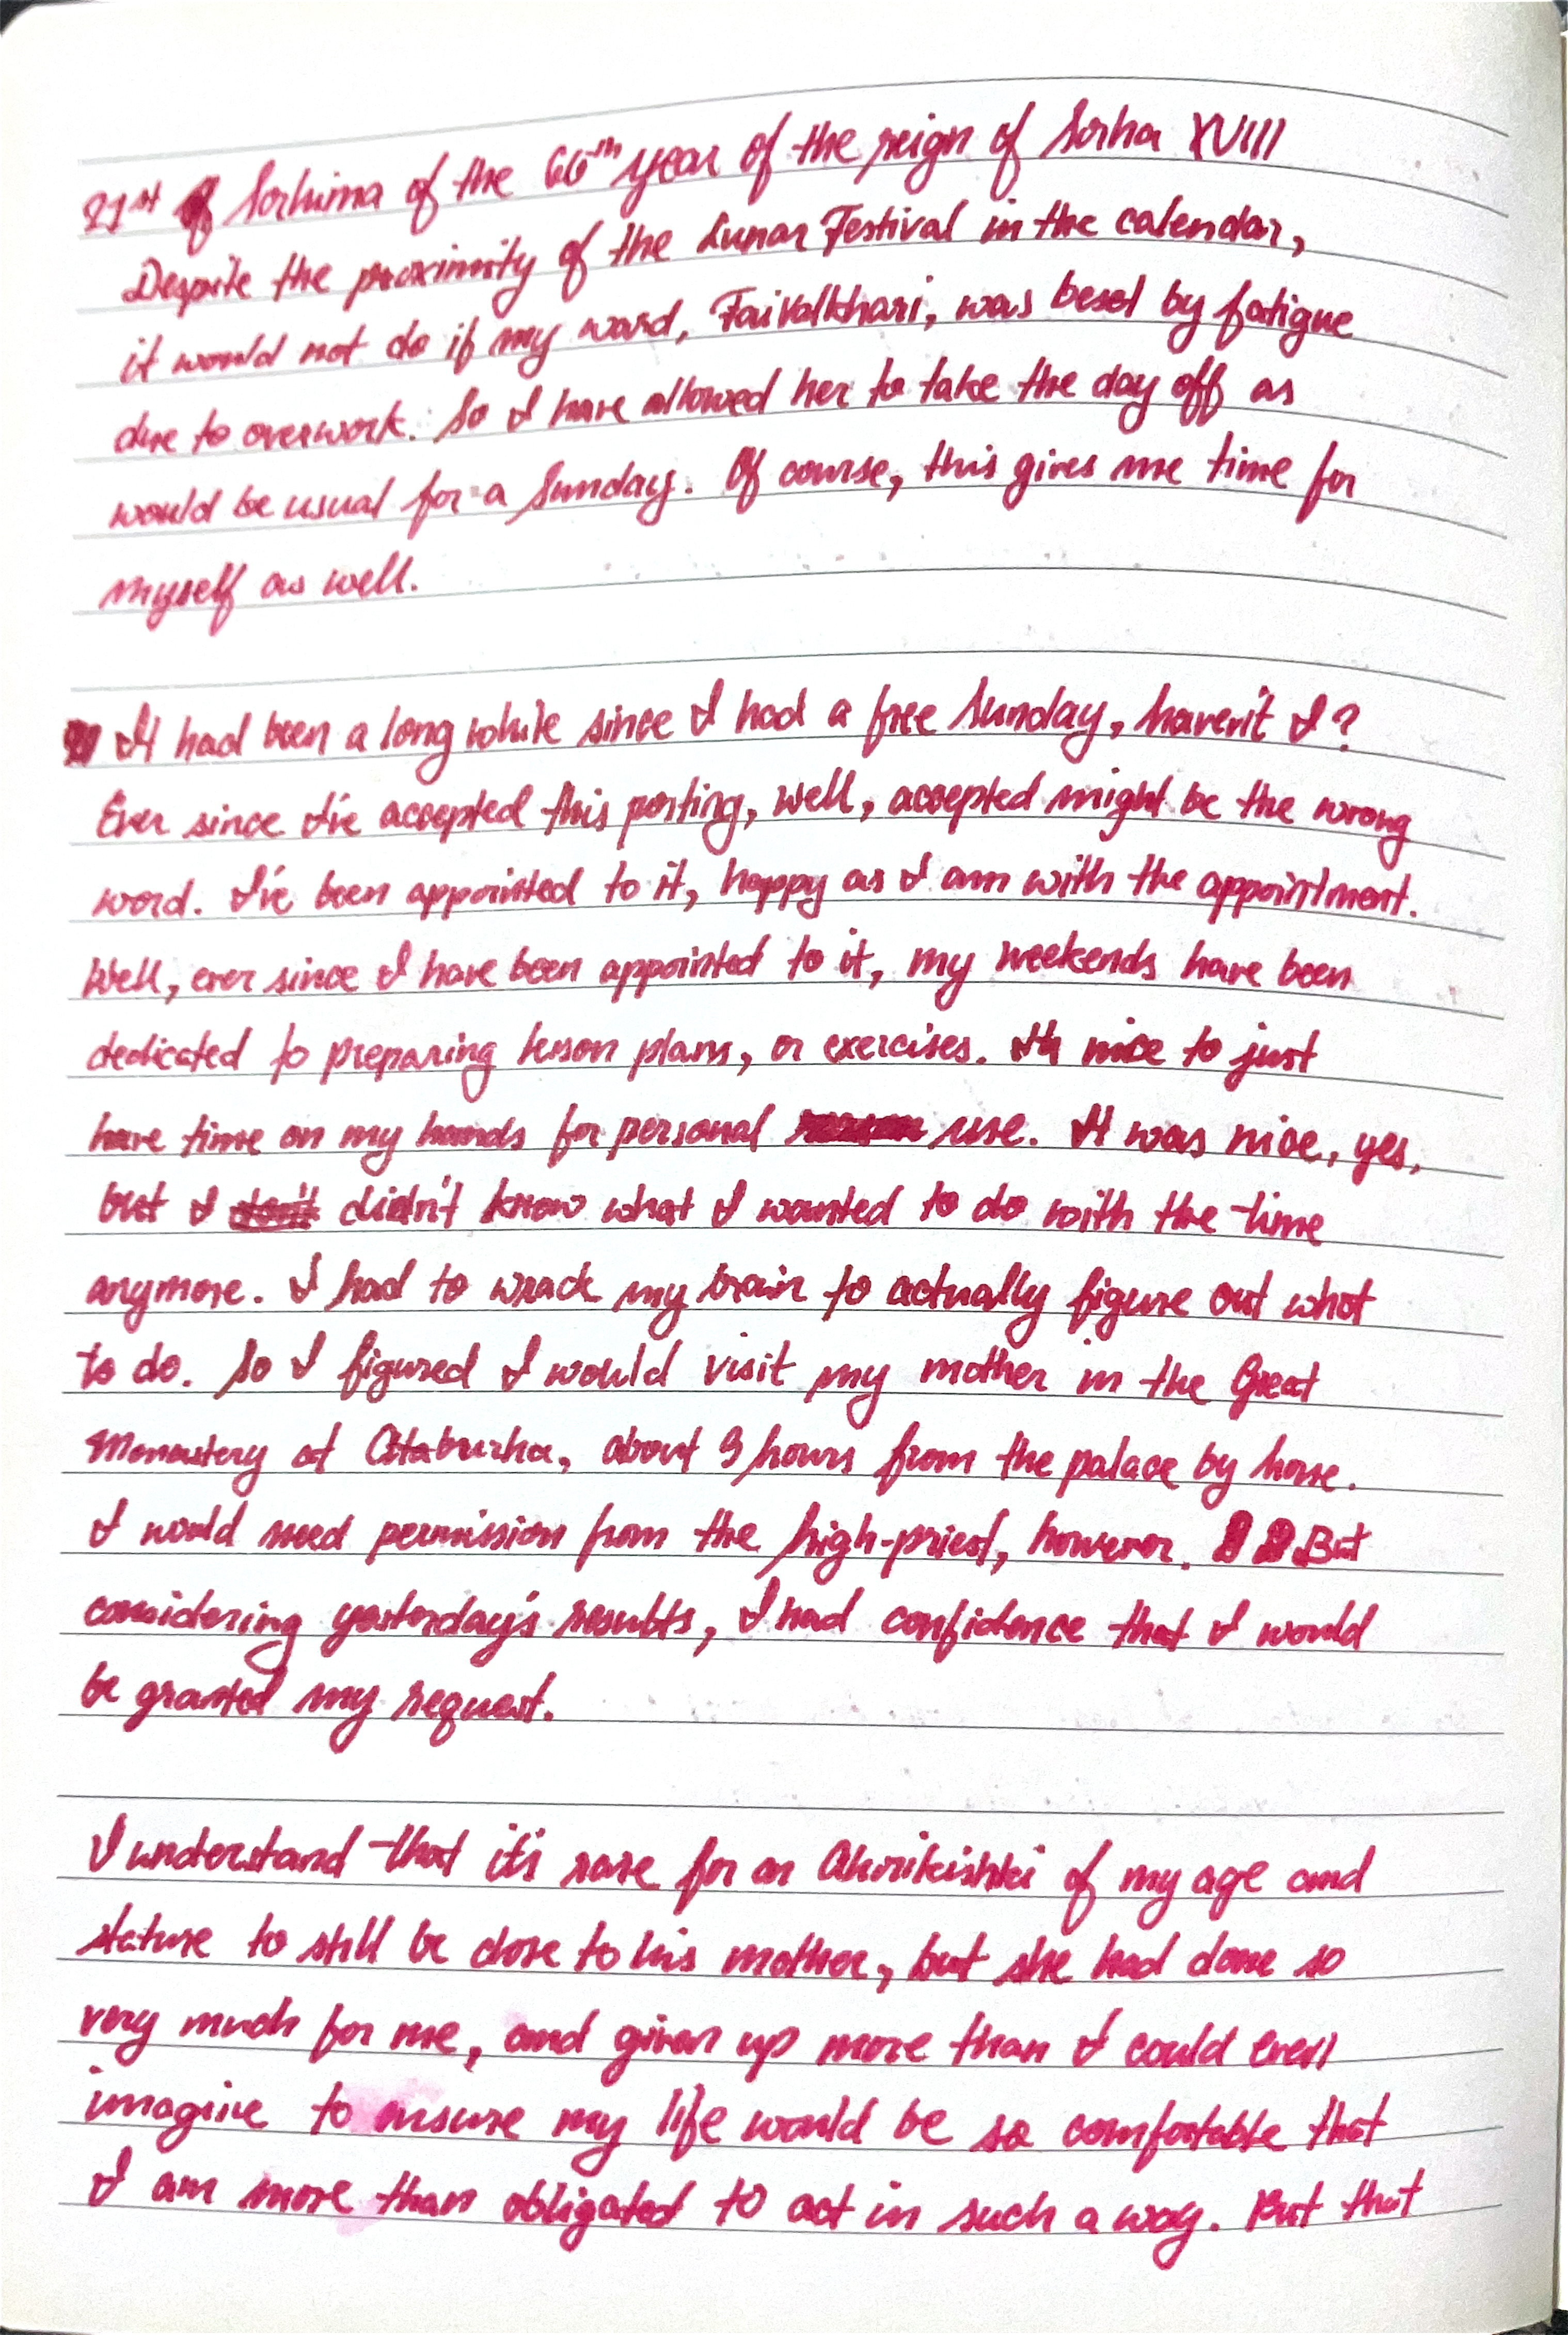 21st of Sorhima of the 66th year of the reign of Sorha XVIII
Despite the proximity of the Lunar Festival in the calendar,
it would not do if my ward, Faivalkhari, was beset by fatigue
due to overwork. So I have allowed her to take the day off as
would be usual for a Sunday. Of course, this gives me time for
myself as well.
It had been a long while since I had a free Sunday, haven't I?
Ever since I've accepted this posting, well, accepted might be the wrong
word. I've been appointed to it, happy as I am with the appointment.
Well, ever since I have been appointed to it, my weekends have been
dedicated to preparing lesson plans, or exercises. It nice to just
have time on my hands for personal use. It was nice, yes,
but I don't didn't know what I wanted to do with the time
anymore. I had to wrack my brain to actually figure out what
to do. So I figured I would visit my mother in the Great
Monastery at Citaburha, about 3 hours from the palace by horse.
I would need permission from the high-priest, however. But
considering yesterday's results, I had confidence that I would
be granted my request.
I understand that it's rare for an of my age and
stature to still be close to his mother, but she had done so
very much for me, and given up more than I could even
imagine to ensure my life would be so comfortable that
I am more than obligated to act in such a way. But that